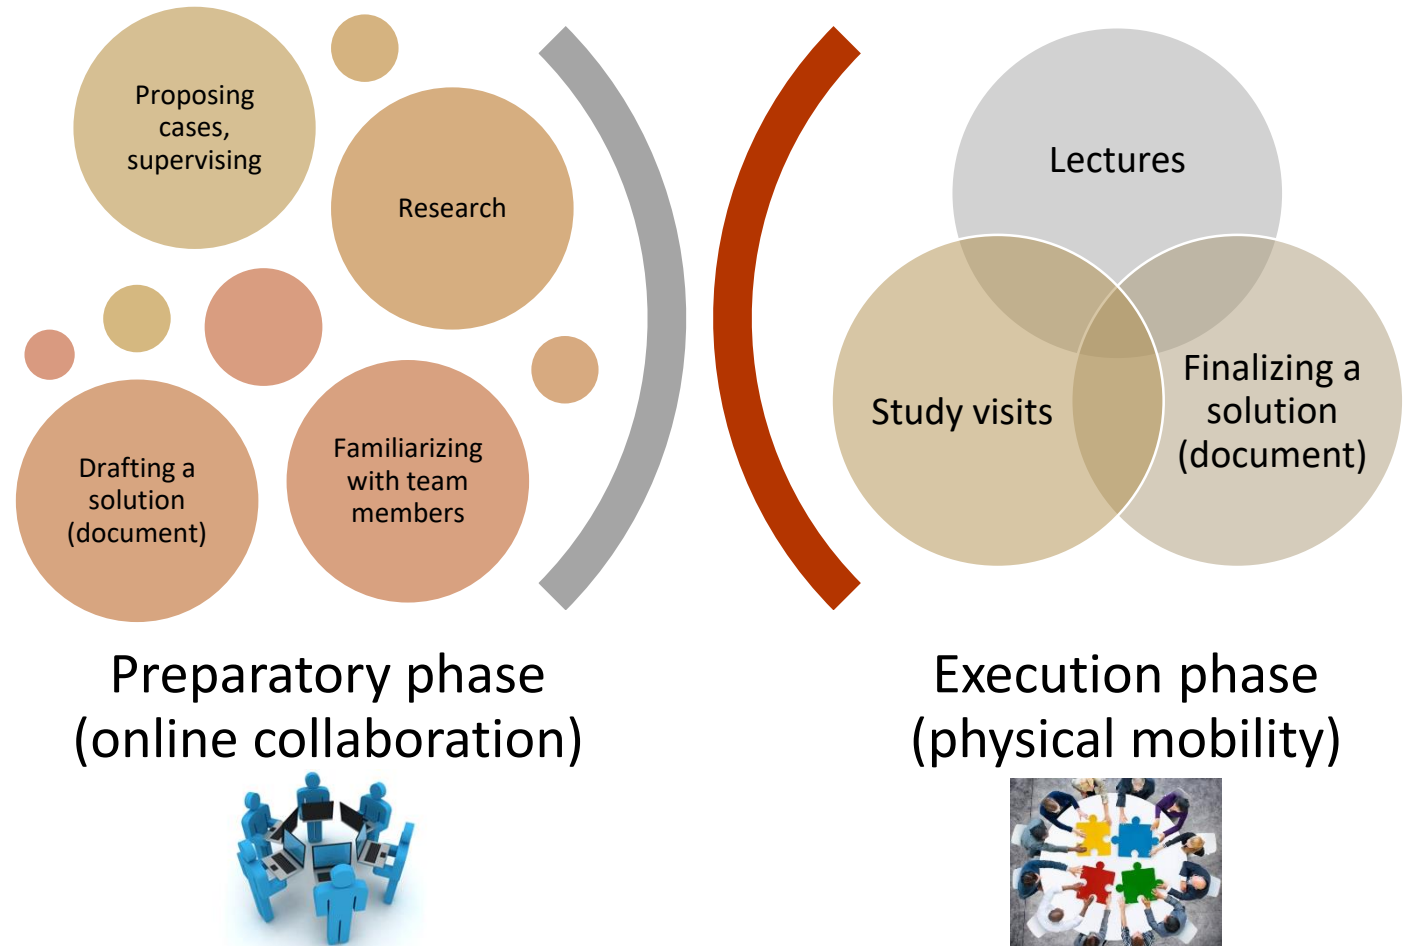 Proposing
cases,
supervising
Research
Drafting a
solution
(document)
Familiarizing
with team
members
Preparatory phase
(online collaboration)
Lectures
Study visits
Finalizing a
solution
(document)
Execution phase
(physical mobility)